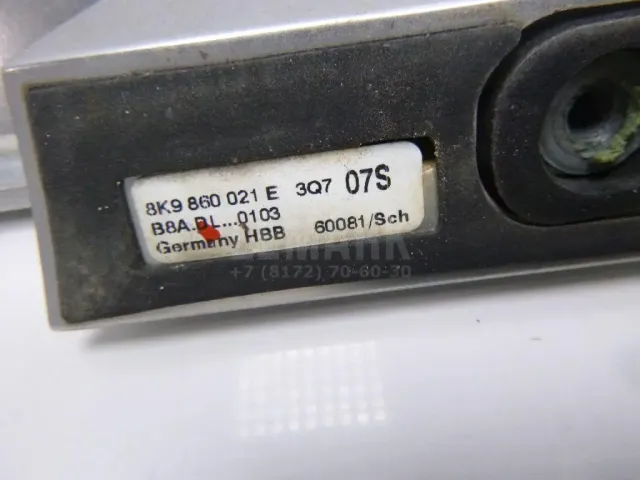 8K9 860 021 E 3Q7 07S
B8A.DL...0103
Germany HBB 60081/Sch
+7 (8172) 70-60-30